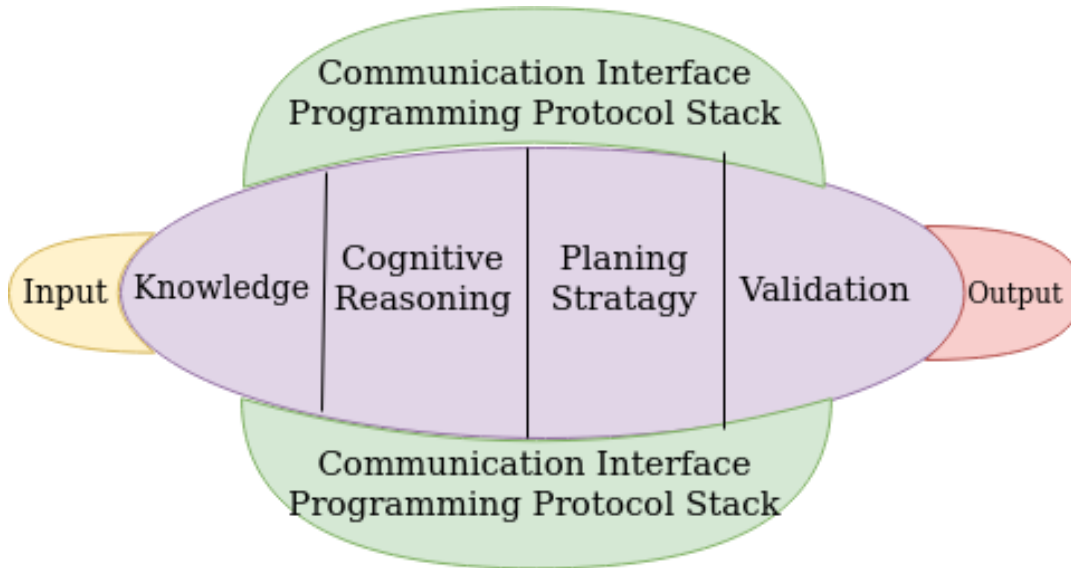 Communication Interface
Programming Protocol Stack
Input
Knowledge
Cognitive
Reasoning
Planing
Stratagy
Validation
Output
Communication Interface
Programming Protocol Stack